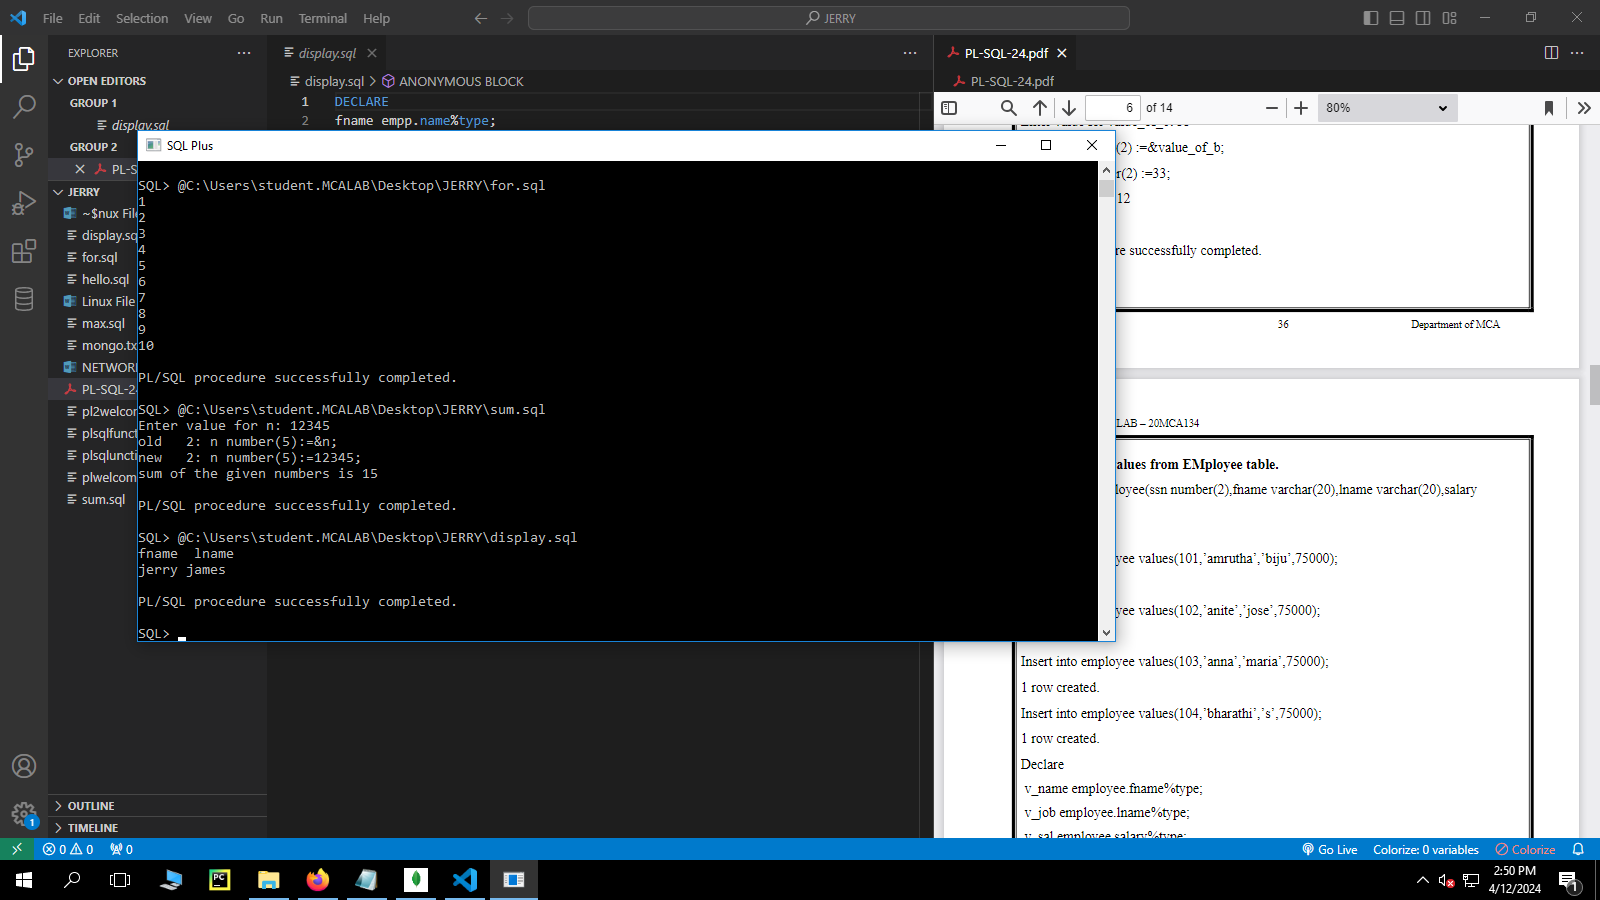 File Edit Selection View Go Run Terminal Help
JERRY
EXPLORER
OPEN EDITORS
GROUP 1
display.sql
GROUP 2
PL-S
JERRY
~$nux File
display.sq
for.sql
hello.sql
Linux File
max.sql
mongo.tx
NETWOR
PL-SQL-2
pl2welcom
plsqlfunct
plsqluncti
plwelcom
sum.sql
OUTLINE
TIMELINE
display.sql
display.sql > ANONYMOUS BLOCK
1 DECLARE
2 fname empp.name%type;
SQL Plus
SQL> @C:\Users\student.MCALAB\Desktop\JERRY\for.sql
1
2
3
4
5
6
7
8
9
10
PL/SQL procedure successfully completed.
SQL> @C:\Users\student.MCALAB\Desktop\JERRY\sum.sql
Enter value for n: 12345
old   2: n number(5):=&n;
new   2: n number(5):=12345;
sum of the given numbers is 15
PL/SQL procedure successfully completed.
SQL> @C:\Users\student.MCALAB\Desktop\JERRY\display.sql
fname  lname
jerry james
PL/SQL procedure successfully completed.
SQL>
PL-SQL-24.pdf
PL-SQL-24.pdf
6 of 14
80%
(2) :=&value_of_b;
r(2) :=33;
12
re successfully completed.
36 Department of MCA
LAB – 20MCA134
alues from EMployee table.
ployee(ssn number(2),fname varchar(20),lname varchar(20),salary
yee values(101,’amrutha’,’biju’,75000);
yee values(102,’anite’,’jose’,75000);
Insert into employee values(103,’anna’,’maria’,75000);
1 row created.
Insert into employee values(104,’bharathi’,’s’,75000);
1 row created.
Declare
v_name employee.fname%type;
v_job employee.lname%type;
v_sal employee.salary%type;
1
0 0 0
Go Live Colorize: 0 variables Colorize
PC
2:50 PM
4/12/2024
1